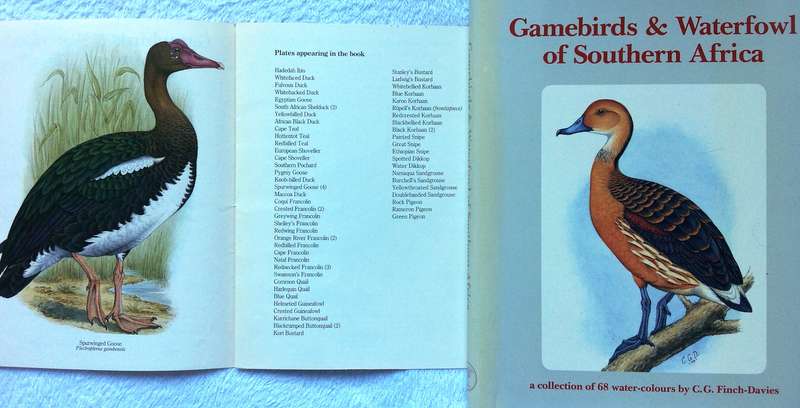 Spurwinged Goose
Plectropterus gambensis
Plates appearing in the book
Hadedah Ibis
Whitefaced Duck
Fulvous Duck
Whitebacked Duck
Egyptian Goose
South African Shelduck (2)
Yellowbilled Duck
African Black Duck
Cape Teal
Hottentot Teal
Redbilled Teal
European Shoveller
Cape Shoveller
Southern Pochard
Pygmy Goose
Knob-billed Duck
Spurwinged Goose (4)
Maccoa Duck
Coqui Francolin
Crested Francolin (2)
Greywing Francolin
Shelley's Francolin
Redwing Francolin
Orange River Francolin (2)
Redbilled Francolin
Cape Francolin
Natal Francolin
Rednecked Francolin (3)
Swainson's Francolin
Common Quail
Harlequin Quail
Blue Quail
Helmeted Guineafowl
Crested Guineafowl
Kurrichane Buttonquail
Blackrumped Buttonquail (2)
Kori Bustard
Stanley's Bustard
Ludwig's Bustard
Whitebellied Korhaan
Blue Korhaan
Karoo Korhaan
Rüpell's Korhaan (frontispiece)
Redcrested Korhaan
Blackbellied Korhaan
Black Korhaan (2)
Painted Snipe
Great Snipe
Ethiopian Snipe
Spotted Dikkop
Water Dikkop
Namaqua Sandgrouse
Burchell's Sandgrouse
Yellowthroated Sandgrouse
Doublebanded Sandgrouse
Rock Pigeon
Rameron Pigeon
Green Pigeon
Gamebirds & Waterfowl
of Southern Africa
C.G.D.
a collection of 68 water-colours by C.G. Finch-Davies